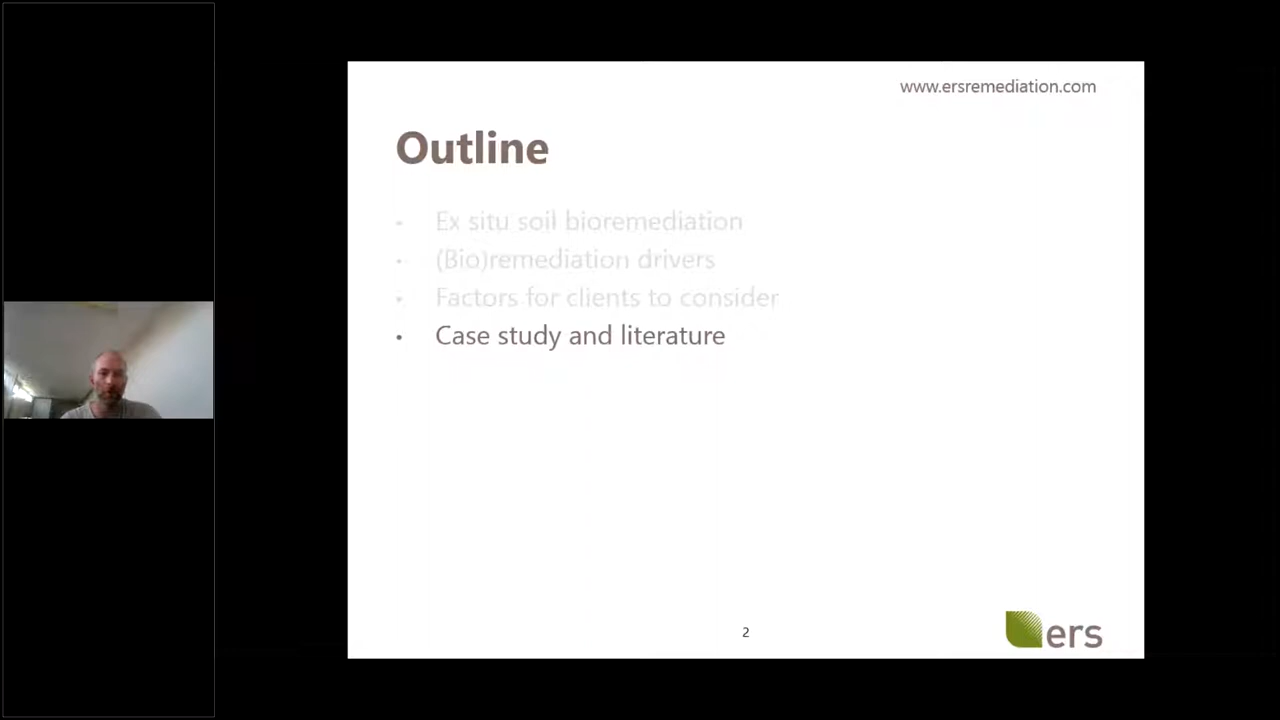 www.ersremediation.com
Outline
• Ex situ soil bioremediation
• (Bio)remediation drivers
• Factors for clients to consider
• Case study and literature
2
ers